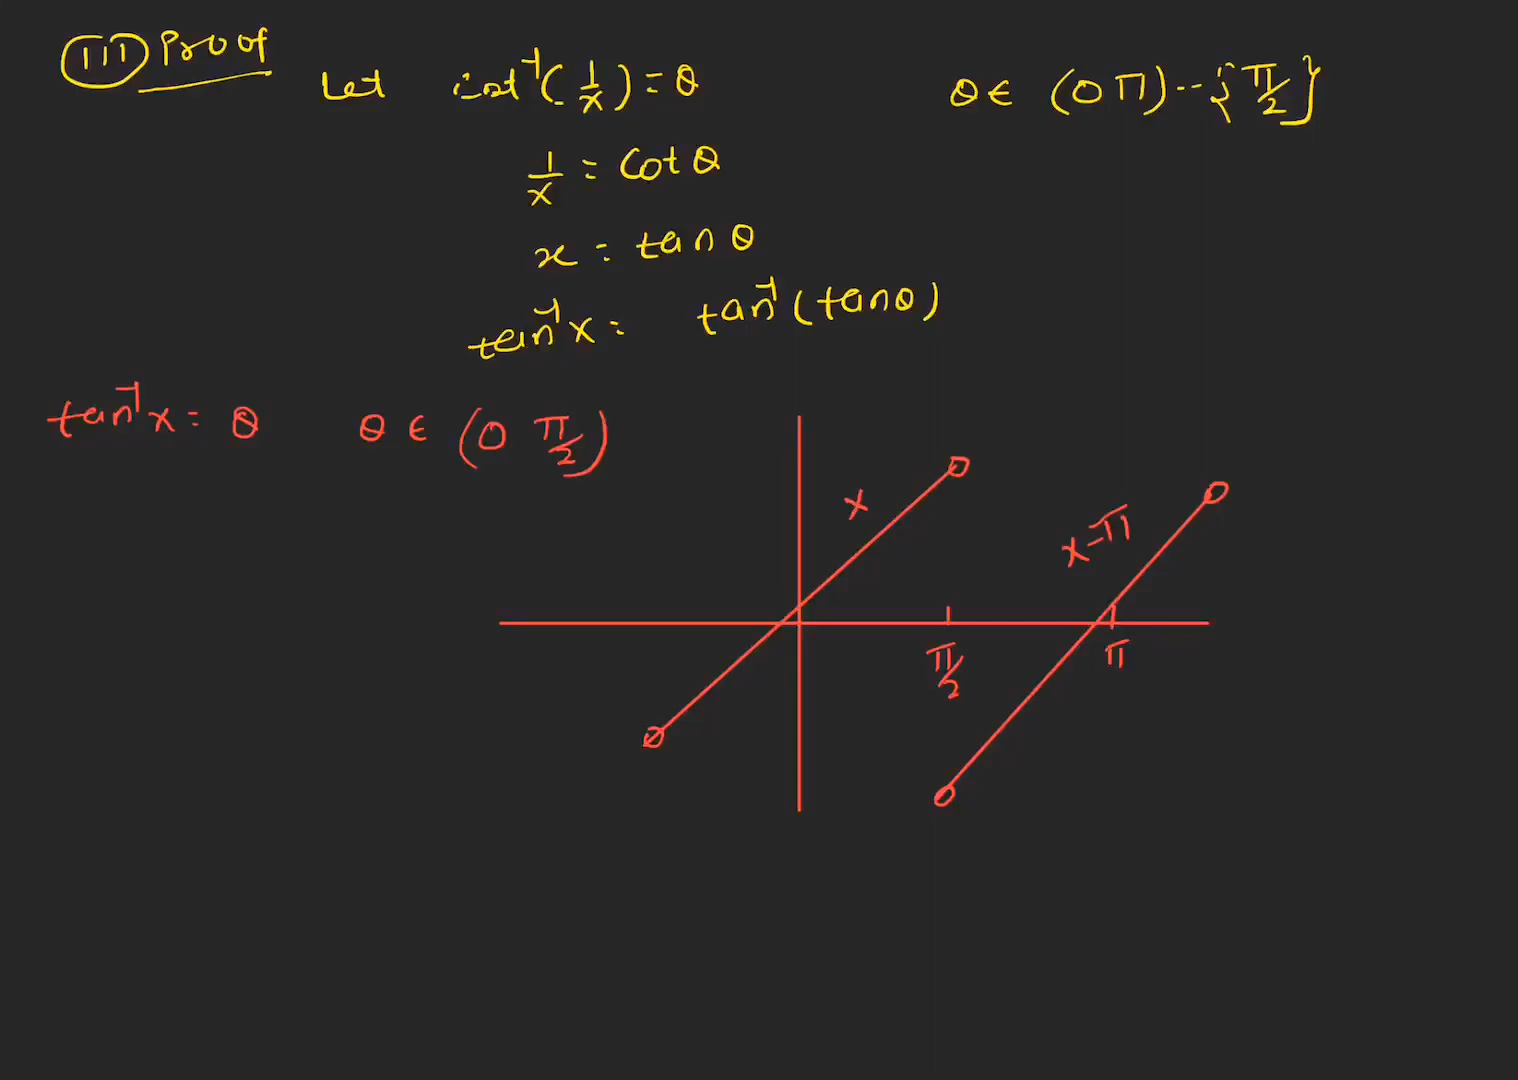 (III) Proof
Let cot⁻¹(1/x) = θ θ ∈ (0 π) -- {π/2}
1/x = cot θ
x = tan θ
tan⁻¹x = tan⁻¹(tanθ)
tan⁻¹x = θ θ ∈ (0 π/2)
x
x-π
π/2
π